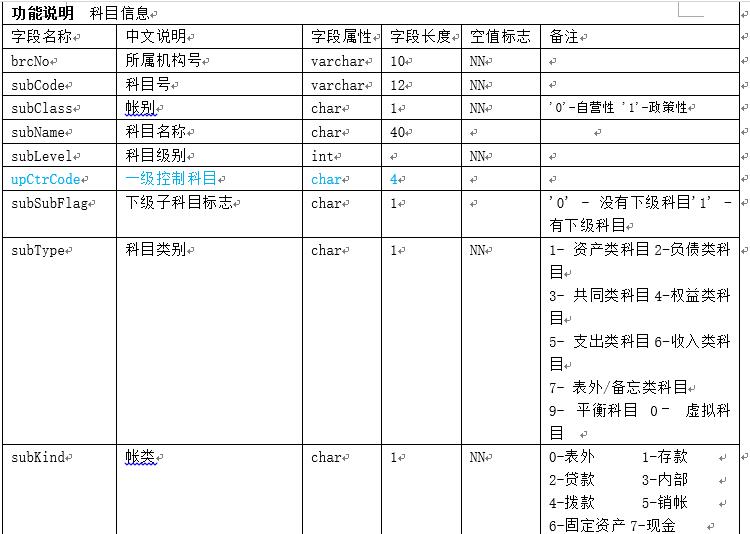 功能说明 科目信息
字段名称 中文说明 字段属性 字段长度 空值标志 备注
brcNo 所属机构号 varchar 10 NN
subCode 科目号 varchar 12 NN
subClass 帐别 char 1 NN '0'-自营性 '1'-政策性
subName 科目名称 char 40
subLevel 科目级别 int NN
upCtrCode 一级控制科目 char 4
subSubFlag 下级子科目标志 char 1 '0' - 没有下级科目'1' -
有下级科目
subType 科目类别 char 1 NN 1- 资产类科目 2-负债类科
目
3- 共同类科目 4-权益类科
目
5- 支出类科目 6-收入类科
目
7- 表外/备忘类科目
9- 平衡科目 0- 虚拟科
目
subKind 帐类 char 1 NN 0-表外 1-存款
2-贷款 3-内部
4-拨款 5-销帐
6-固定资产 7-现金